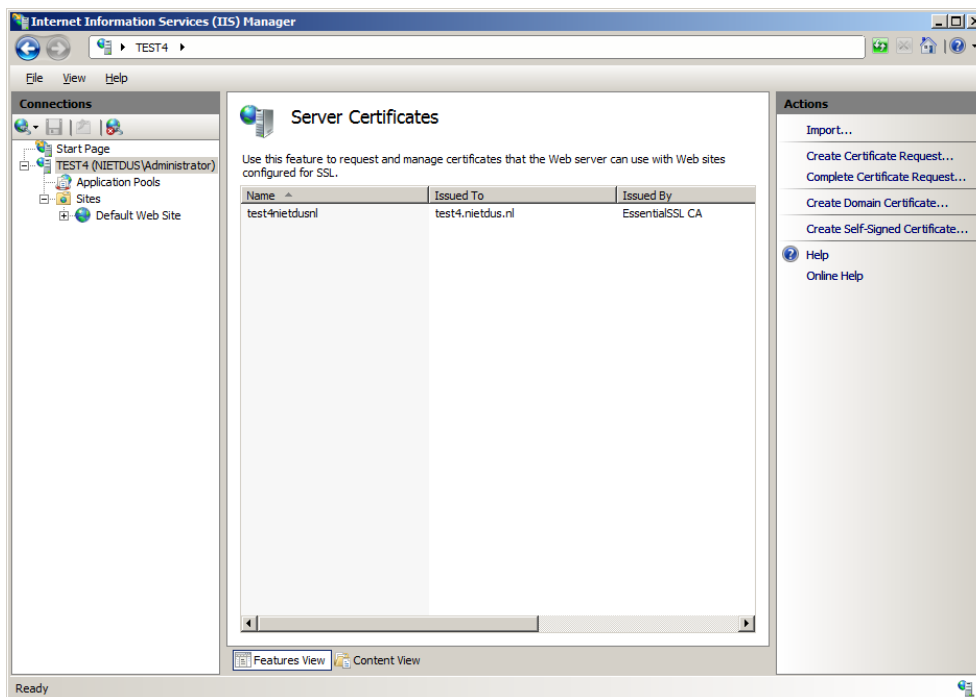 Internet Information Services (IIS) Manager
TEST4
File View Help
Connections
Start Page
TEST4 (NIETDUS\Administrator)
Application Pools
Sites
Default Web Site
Server Certificates
Use this feature to request and manage certificates that the Web server can use with Web sites
configured for SSL.
Name Issued To Issued By
test4nietdusnl test4.nietdus.nl EssentialSSL CA
Features View Content View
Actions
Import...
Create Certificate Request...
Complete Certificate Request...
Create Domain Certificate...
Create Self-Signed Certificate...
Help
Online Help
Ready